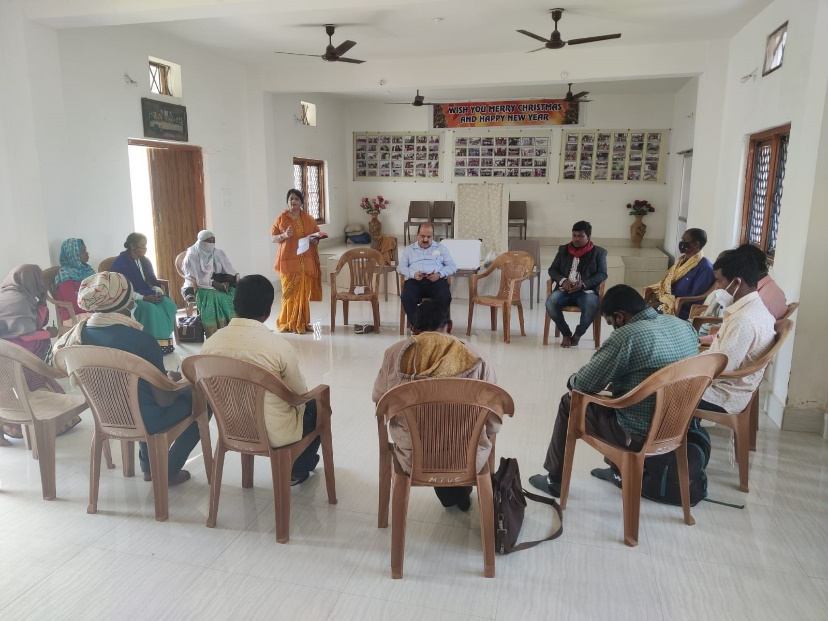 WISH YOU MERRY CHRISTMAS
AND HAPPY NEW YEAR
M.I.U.C